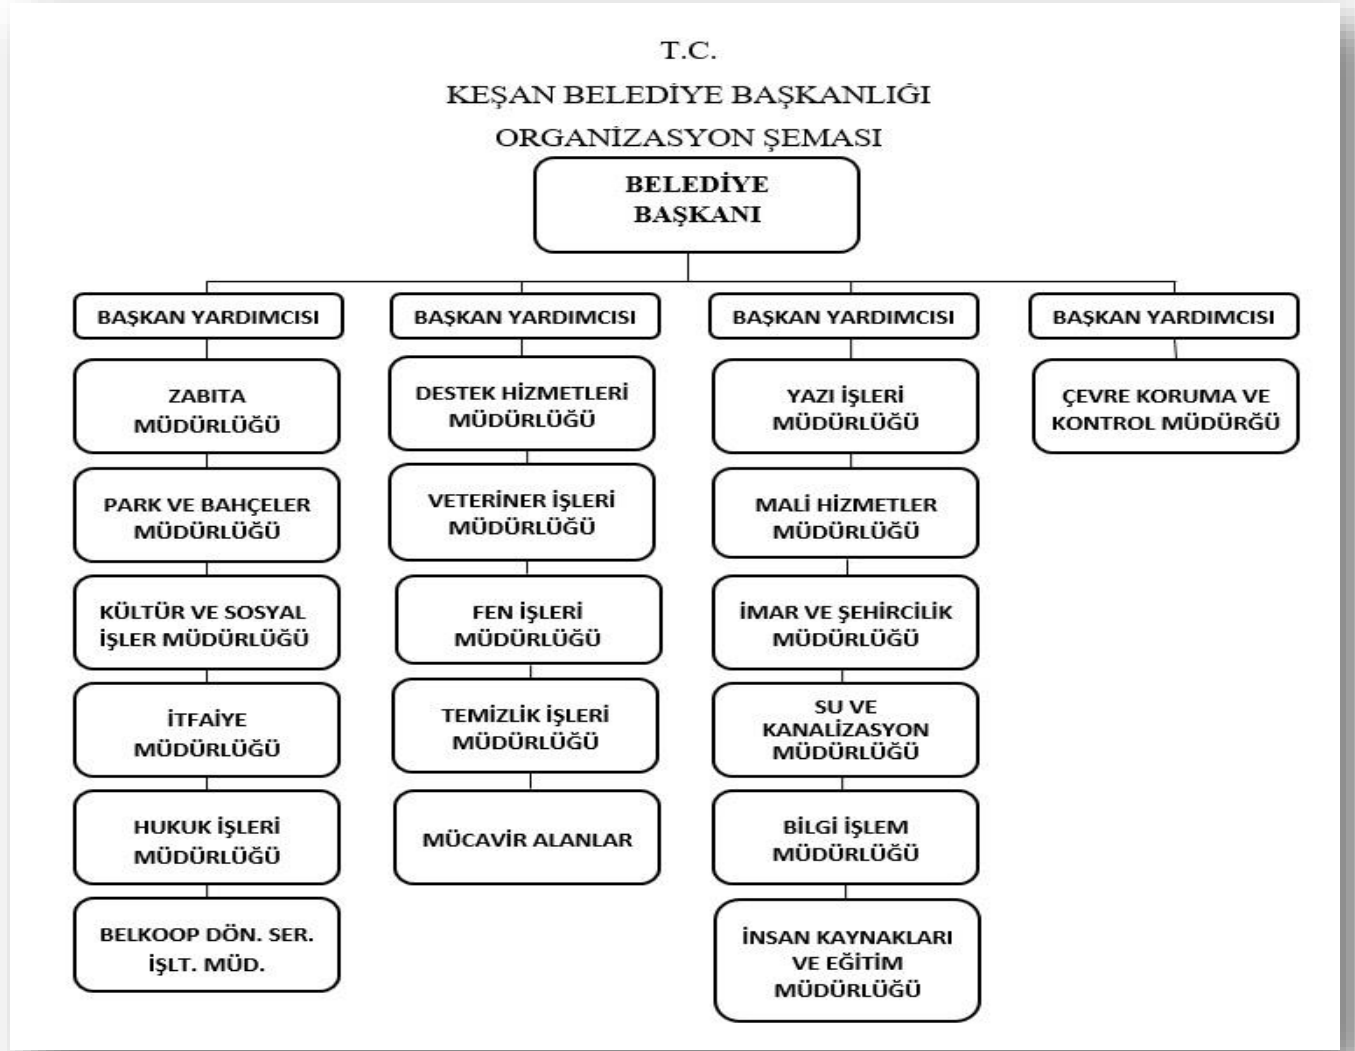 T.C.
KEŞAN BELEDİYE BAŞKANLIĞI
ORGANİZASYON ŞEMASI
BELEDİYE
BAŞKANI
BAŞKAN YARDIMCISI
ZABITA
MÜDÜRLÜĞÜ
PARK VE BAHÇELER
MÜDÜRLÜĞÜ
KÜLTÜR VE SOSYAL
İŞLER MÜDÜRLÜĞÜ
İTFAİYE
MÜDÜRLÜĞÜ
HUKUK İŞLERİ
MÜDÜRLÜĞÜ
BELKOOP DÖN. SER.
İŞLT. MÜD.
BAŞKAN YARDIMCISI
DESTEK HİZMETLERİ
MÜDÜRLÜĞÜ
VETERİNER İŞLERİ
MÜDÜRLÜĞÜ
FEN İŞLERİ
MÜDÜRLÜĞÜ
TEMİZLİK İŞLERİ
MÜDÜRLÜĞÜ
MÜCAVİR ALANLAR
BAŞKAN YARDIMCISI
YAZI İŞLERİ
MÜDÜRLÜĞÜ
MALİ HİZMETLER
MÜDÜRLÜĞÜ
İMAR VE ŞEHİRCİLİK
MÜDÜRLÜĞÜ
SU VE
KANALİZASYON
MÜDÜRLÜĞÜ
BİLGİ İŞLEM
MÜDÜRLÜĞÜ
İNSAN KAYNAKLARI
VE EĞİTİM
MÜDÜRLÜĞÜ
BAŞKAN YARDIMCISI
ÇEVRE KORUMA VE
KONTROL MÜDÜRĞÜ